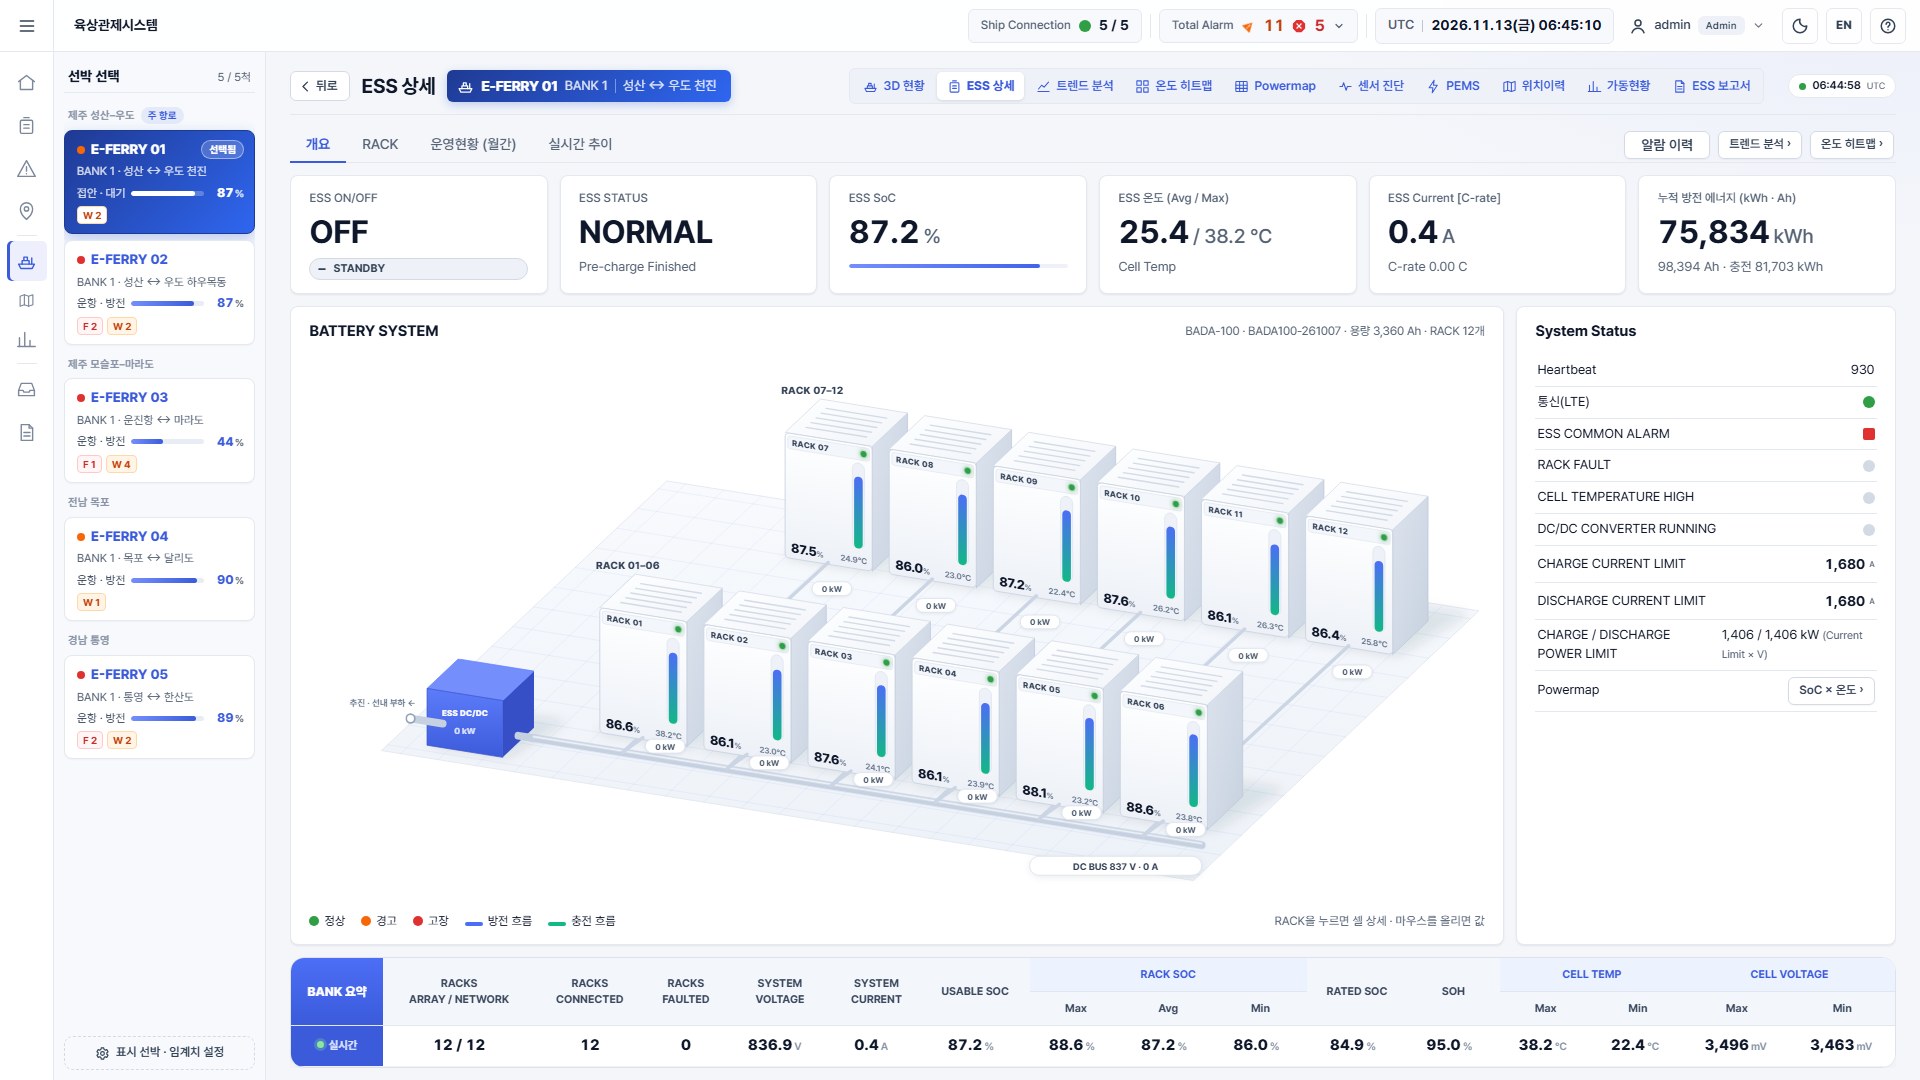 육상관제시스템
Ship Connection 5 / 5
Total Alarm 11 5
UTC 2026.11.13(금) 06:45:10
admin Admin
EN
선박 선택 5 / 5척
제주 성산–우도 주 항로
E-FERRY 01 선택됨
BANK 1 · 성산 ↔ 우도 천진
접안 · 대기 87 %
W 2
E-FERRY 02
BANK 1 · 성산 ↔ 우도 하우목동
운항 · 방전 87 %
F 2 W 2
제주 모슬포–마라도
E-FERRY 03
BANK 1 · 운진항 ↔ 마라도
운항 · 방전 44 %
F 1 W 4
전남 목포
E-FERRY 04
BANK 1 · 목포 ↔ 달리도
운항 · 방전 90 %
W 1
경남 통영
E-FERRY 05
BANK 1 · 통영 ↔ 한산도
운항 · 방전 89 %
F 2 W 2
표시 선박 · 임계치 설정
뒤로 ESS 상세 E-FERRY 01 BANK 1 성산 ↔ 우도 천진
3D 현황 ESS 상세 트렌드 분석 온도 히트맵 Powermap 센서 진단 PEMS 위치이력 가동현황 ESS 보고서
06:44:58 UTC
개요 RACK 운영현황 (월간) 실시간 추이
알람 이력 트렌드 분석 › 온도 히트맵 ›
ESS ON/OFF
OFF
STANDBY
ESS STATUS
NORMAL
Pre-charge Finished
ESS SoC
87.2 %
ESS 온도 (Avg / Max)
25.4 / 38.2 ℃
Cell Temp
ESS Current [C-rate]
0.4 A
C-rate 0.00 C
누적 방전 에너지 (kWh · Ah)
75,834 kWh
98,394 Ah · 충전 81,703 kWh
BATTERY SYSTEM
BADA-100 · BADA100-261007 · 용량 3,360 Ah · RACK 12개
RACK 07–12
RACK 07
87.5% 24.9℃
0 kW
RACK 08
86.0% 23.0℃
0 kW
RACK 09
87.2% 22.4℃
0 kW
RACK 10
87.6% 26.2℃
0 kW
RACK 11
86.1% 26.3℃
0 kW
RACK 12
86.4% 25.8℃
0 kW
RACK 01–06
RACK 01
86.6% 38.2℃
0 kW
RACK 02
86.1% 23.0℃
0 kW
RACK 03
87.6% 24.1℃
0 kW
RACK 04
86.1% 23.9℃
0 kW
RACK 05
88.1% 23.2℃
0 kW
RACK 06
88.6% 23.8℃
0 kW
추진 · 선내 부하 ←
ESS DC/DC
0 kW
DC BUS 837 V · 0 A
정상 경고 고장 방전 흐름 충전 흐름
RACK을 누르면 셀 상세 · 마우스를 올리면 값
System Status
Heartbeat 930
통신(LTE)
ESS COMMON ALARM
RACK FAULT
CELL TEMPERATURE HIGH
DC/DC CONVERTER RUNNING
CHARGE CURRENT LIMIT 1,680 A
DISCHARGE CURRENT LIMIT 1,680 A
CHARGE / DISCHARGE POWER LIMIT 1,406 / 1,406 kW (Current Limit × V)
Powermap SoC × 온도 ›
BANK 요약
RACKS ARRAY / NETWORK
RACKS CONNECTED
RACKS FAULTED
SYSTEM VOLTAGE
SYSTEM CURRENT
USABLE SOC
RACK SOC
Max Avg Min
RATED SOC
SOH
CELL TEMP
Max Min
CELL VOLTAGE
Max Min
실시간 12 / 12 12 0 836.9 V 0.4 A 87.2 % 88.6 % 87.2 % 86.0 % 84.9 % 95.0 % 38.2 ℃ 22.4 ℃ 3,496 mV 3,463 mV